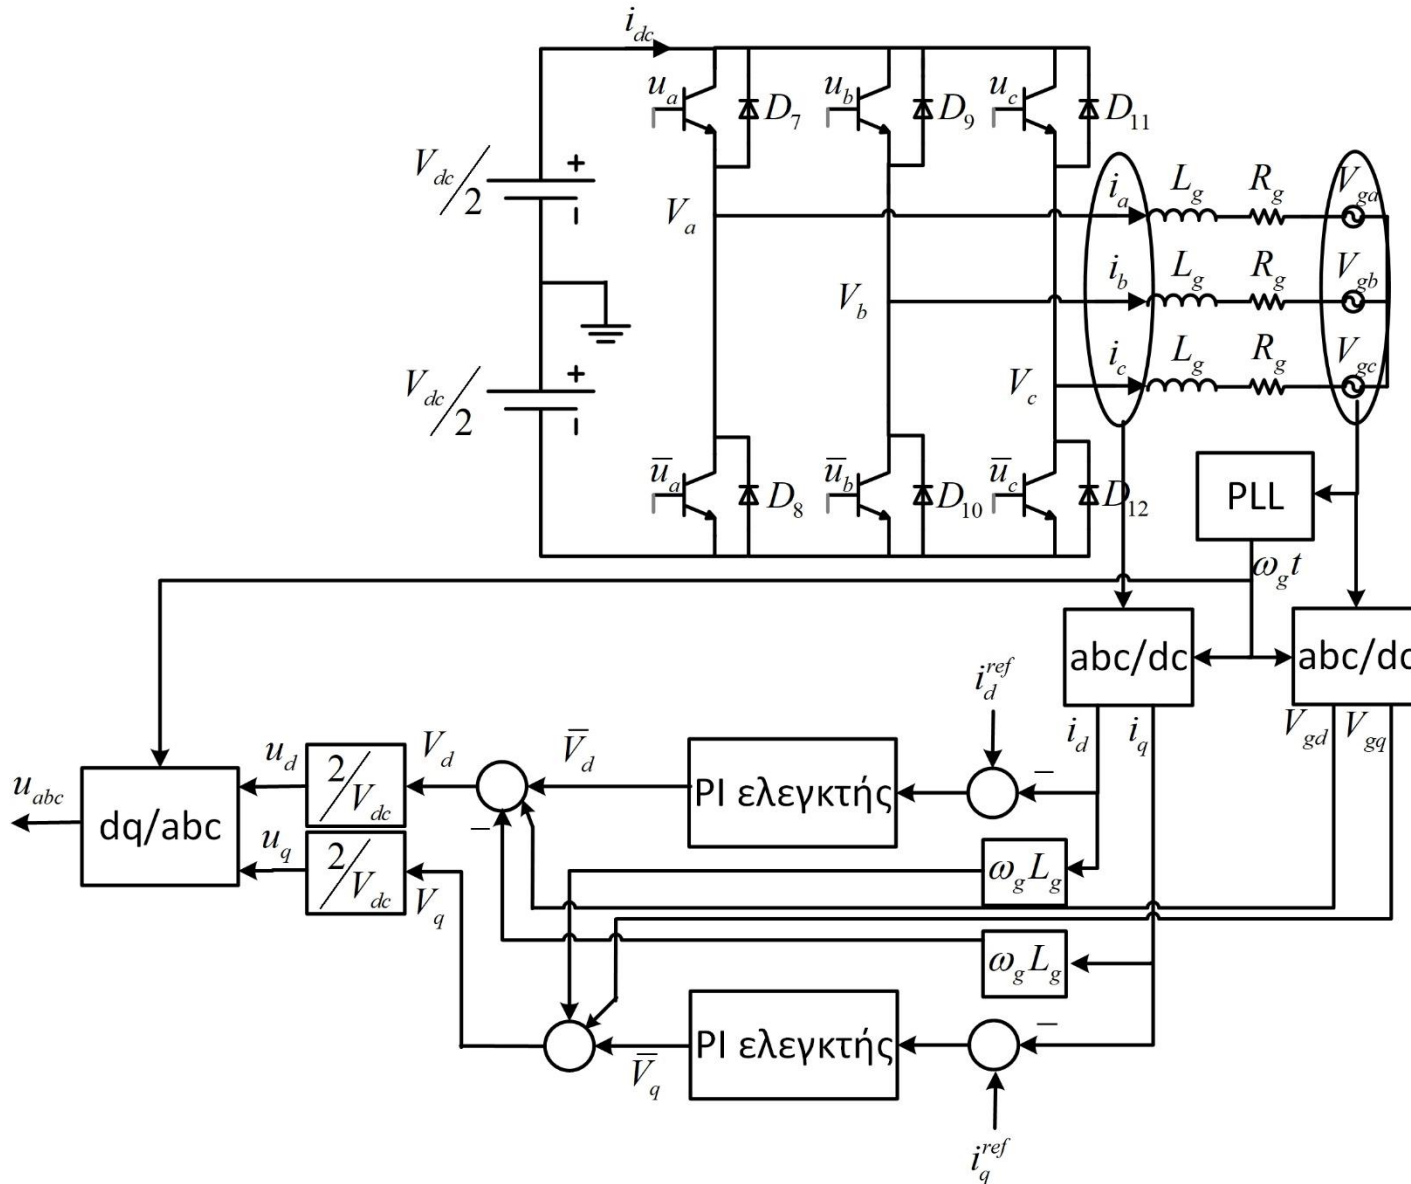 i_dc
u_a D_7 u_b D_9 u_c D_11
V_dc/2 + −
V_a i_a L_g R_g V_ga
V_b i_b L_g R_g V_gb
V_c i_c L_g R_g V_gc
V_dc/2 + −
u̅_a D_8 u̅_b D_10 u̅_c D_12
PLL
ω_g t
abc/dc abc/dc
i_d^ref
i_d i_q V_gd V_gq
u_abc dq/abc u_d 2/V_dc V_d V̅_d PI ελεγκτής −
u_q 2/V_dc V_q − ω_g L_g
ω_g L_g
V̅_q PI ελεγκτής −
i_q^ref